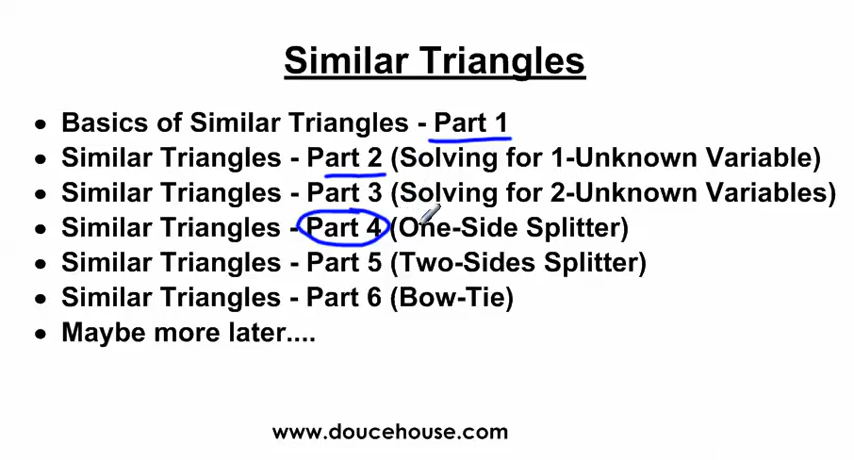 Similar Triangles
• Basics of Similar Triangles - Part 1
• Similar Triangles - Part 2 (Solving for 1-Unknown Variable)
• Similar Triangles - Part 3 (Solving for 2-Unknown Variables)
• Similar Triangles - Part 4 (One-Side Splitter)
• Similar Triangles - Part 5 (Two-Sides Splitter)
• Similar Triangles - Part 6 (Bow-Tie)
• Maybe more later....
www.doucehouse.com